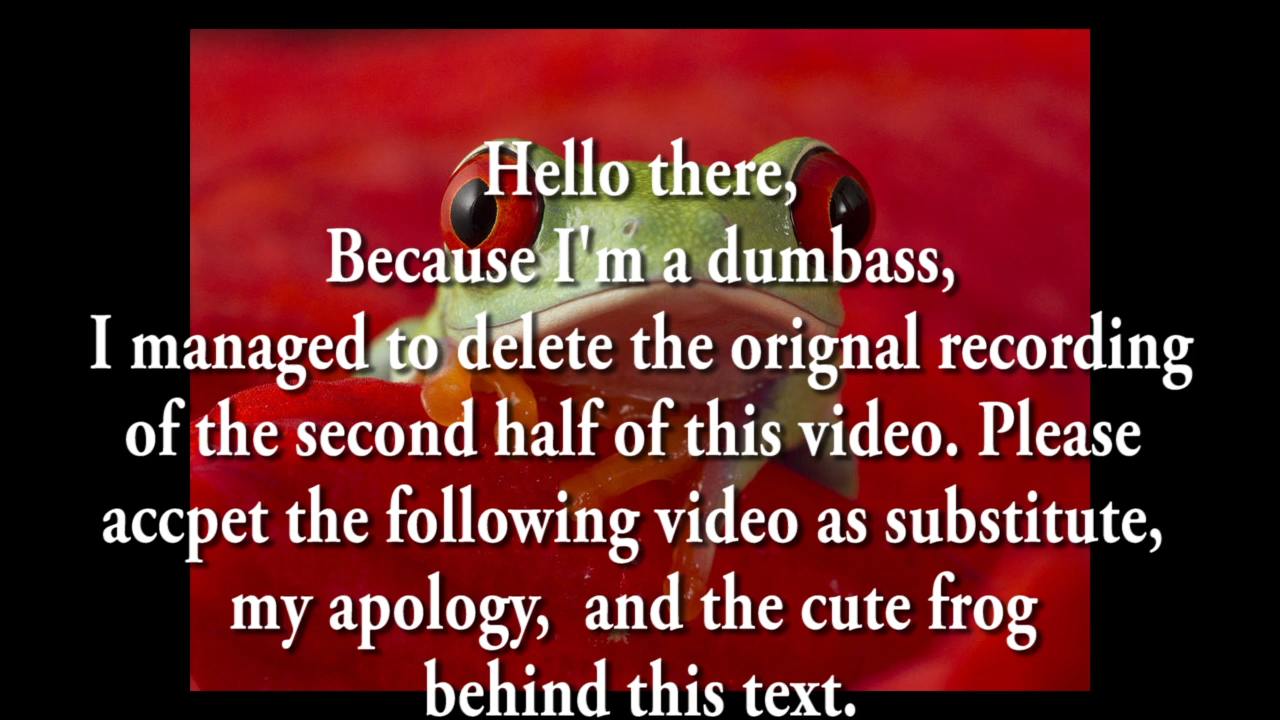 Hello there,
Because I'm a dumbass,
I managed to delete the orignal recording
of the second half of this video. Please
accpet the following video as substitute,
my apology,  and the cute frog
behind this text.